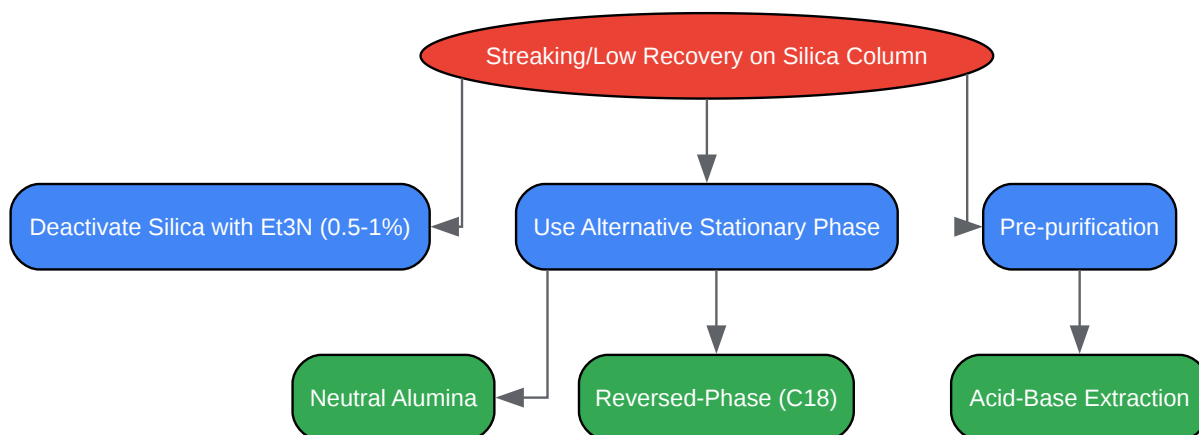 Streaking/Low Recovery on Silica Column
Deactivate Silica with Et3N (0.5-1%)
Use Alternative Stationary Phase
Pre-purification
Neutral Alumina
Reversed-Phase (C18)
Acid-Base Extraction